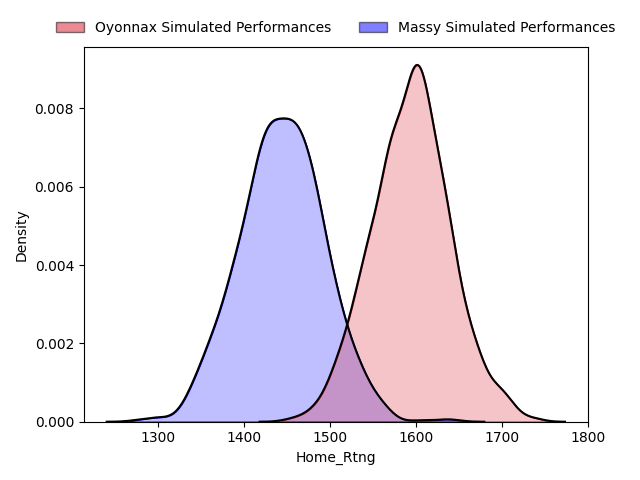 Oyonnax Simulated Performances Massy Simulated Performances
0.008
0.006
0.004
0.002
0.000
Density
1300 1400 1500 1600 1700 1800
Home_Rtng